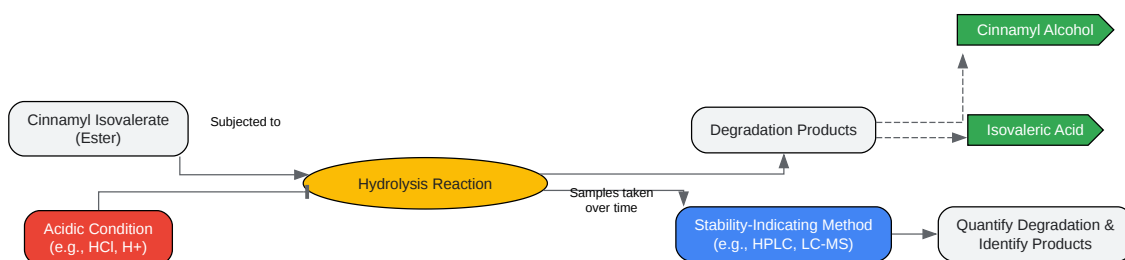 Cinnamyl Alcohol
Cinnamyl Isovalerate
(Ester)
Subjected to
Degradation Products
Isovaleric Acid
Hydrolysis Reaction
Samples taken
over time
Acidic Condition
(e.g., HCl, H+)
Stability-Indicating Method
(e.g., HPLC, LC-MS)
Quantify Degradation &
Identify Products